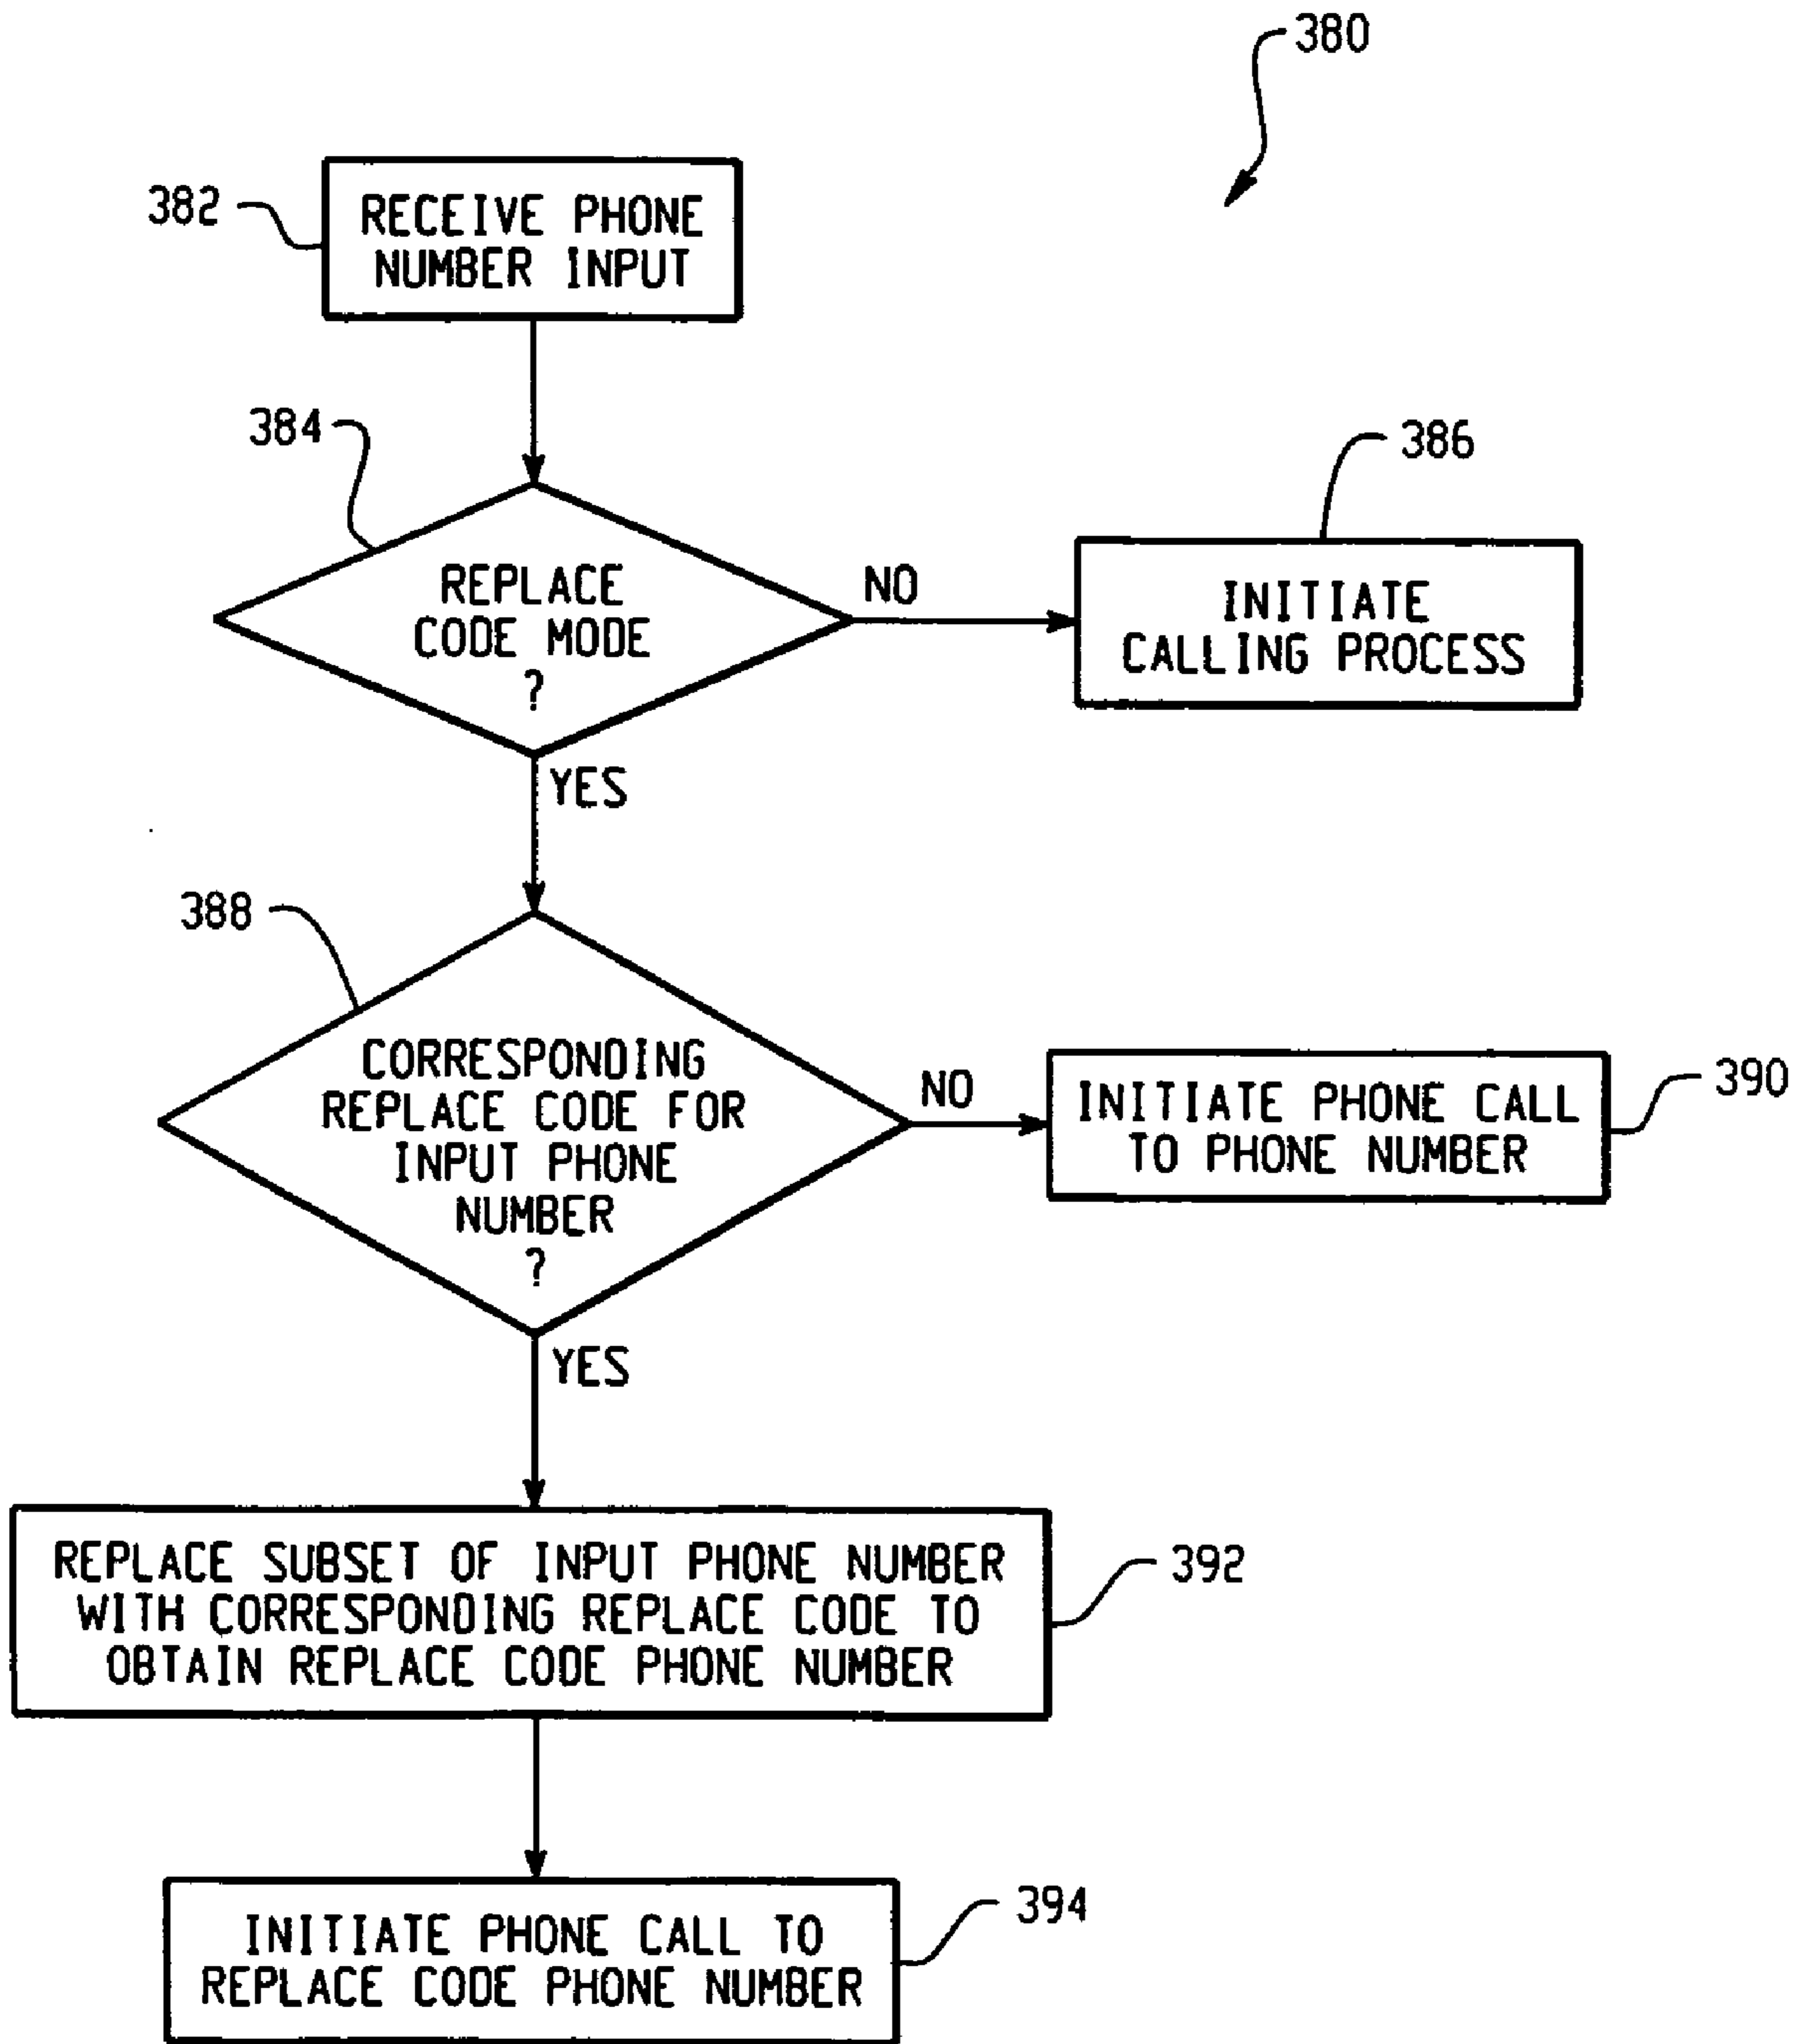 380
382
RECEIVE PHONE
NUMBER INPUT
384
REPLACE
CODE MODE
?
NO
386
INITIATE
CALLING PROCESS
YES
388
CORRESPONDING
REPLACE CODE FOR
INPUT PHONE
NUMBER
?
NO
INITIATE PHONE CALL
TO PHONE NUMBER
390
YES
REPLACE SUBSET OF INPUT PHONE NUMBER
WITH CORRESPONDING REPLACE CODE TO
OBTAIN REPLACE CODE PHONE NUMBER
392
INITIATE PHONE CALL TO
REPLACE CODE PHONE NUMBER
394